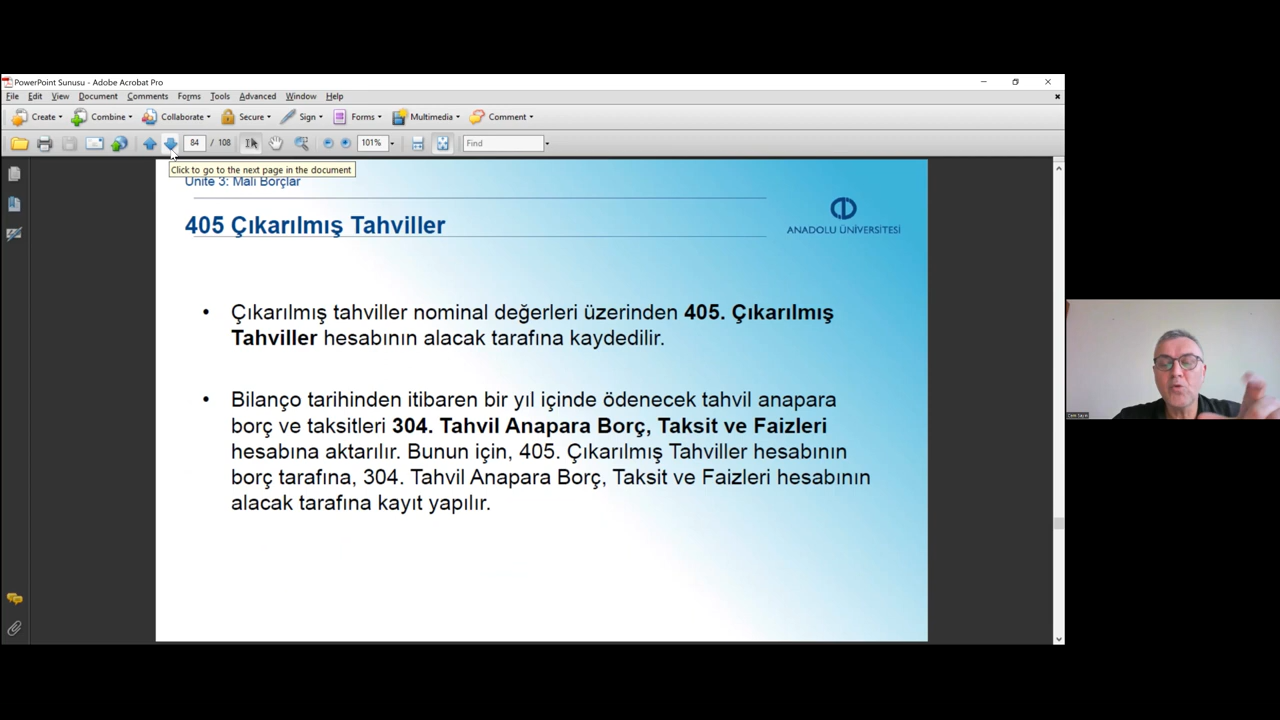 PowerPoint Sunusu - Adobe Acrobat Pro
File Edit View Document Comments Forms Tools Advanced Window Help
Create Combine Collaborate Secure Sign Forms Multimedia Comment
84 / 108 101% Find
Click to go to the next page in the document
Ünite 3: Mali Borçlar
405 Çıkarılmış Tahviller
ANADOLU ÜNİVERSİTESİ
• Çıkarılmış tahviller nominal değerleri üzerinden 405. Çıkarılmış
Tahviller hesabının alacak tarafına kaydedilir.
• Bilanço tarihinden itibaren bir yıl içinde ödenecek tahvil anapara
borç ve taksitleri 304. Tahvil Anapara Borç, Taksit ve Faizleri
hesabına aktarılır. Bunun için, 405. Çıkarılmış Tahviller hesabının
borç tarafına, 304. Tahvil Anapara Borç, Taksit ve Faizleri hesabının
alacak tarafına kayıt yapılır.